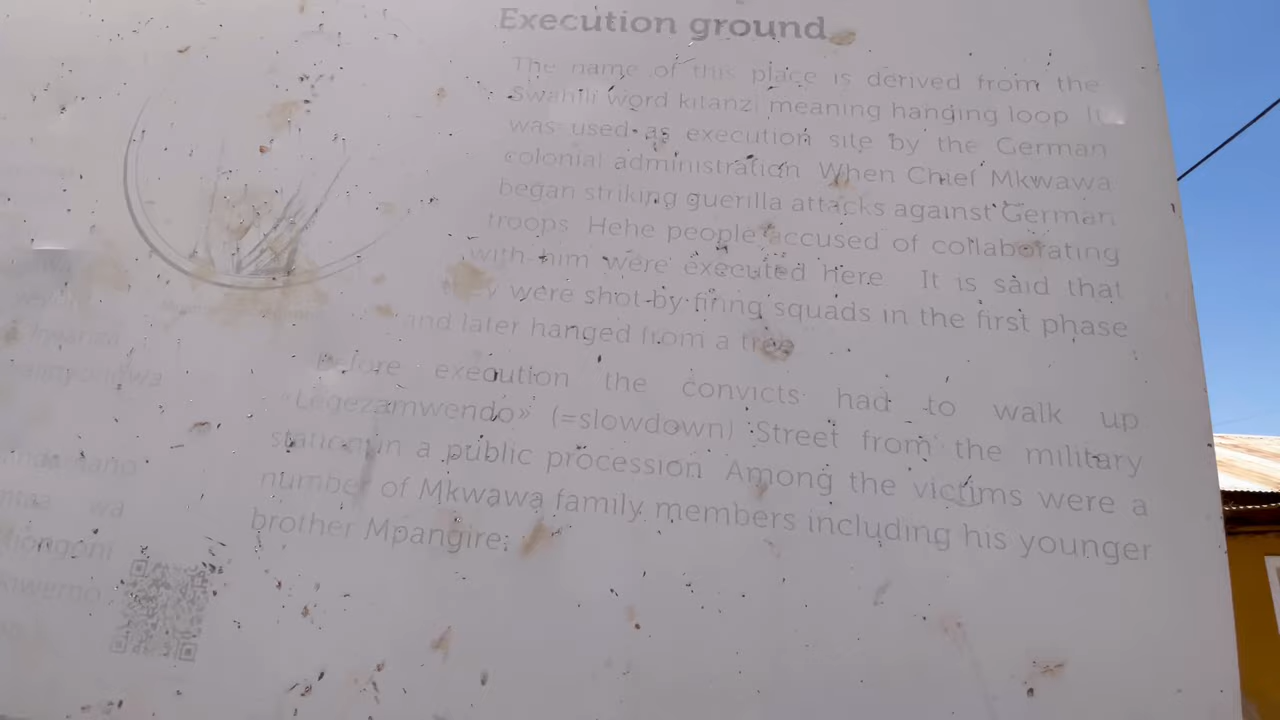 Execution ground
The name of this place is derived from the
Swahili word kitanzi meaning hanging loop It
was used as execution site by the German
colonial administration When Chief Mkwawa
began striking guerilla attacks against German
troops Hehe people accused of collaborating
with him were executed here It is said that
were shot by firing squads in the first phase
and later hanged from a tree
Before execution the convicts had to walk up
«Legezamwendo» (=slowdown) Street from the military
station in a public procession Among the victims were a
number of Mkwawa family members including his younger
brother Mpangire.
wa
tiongoni